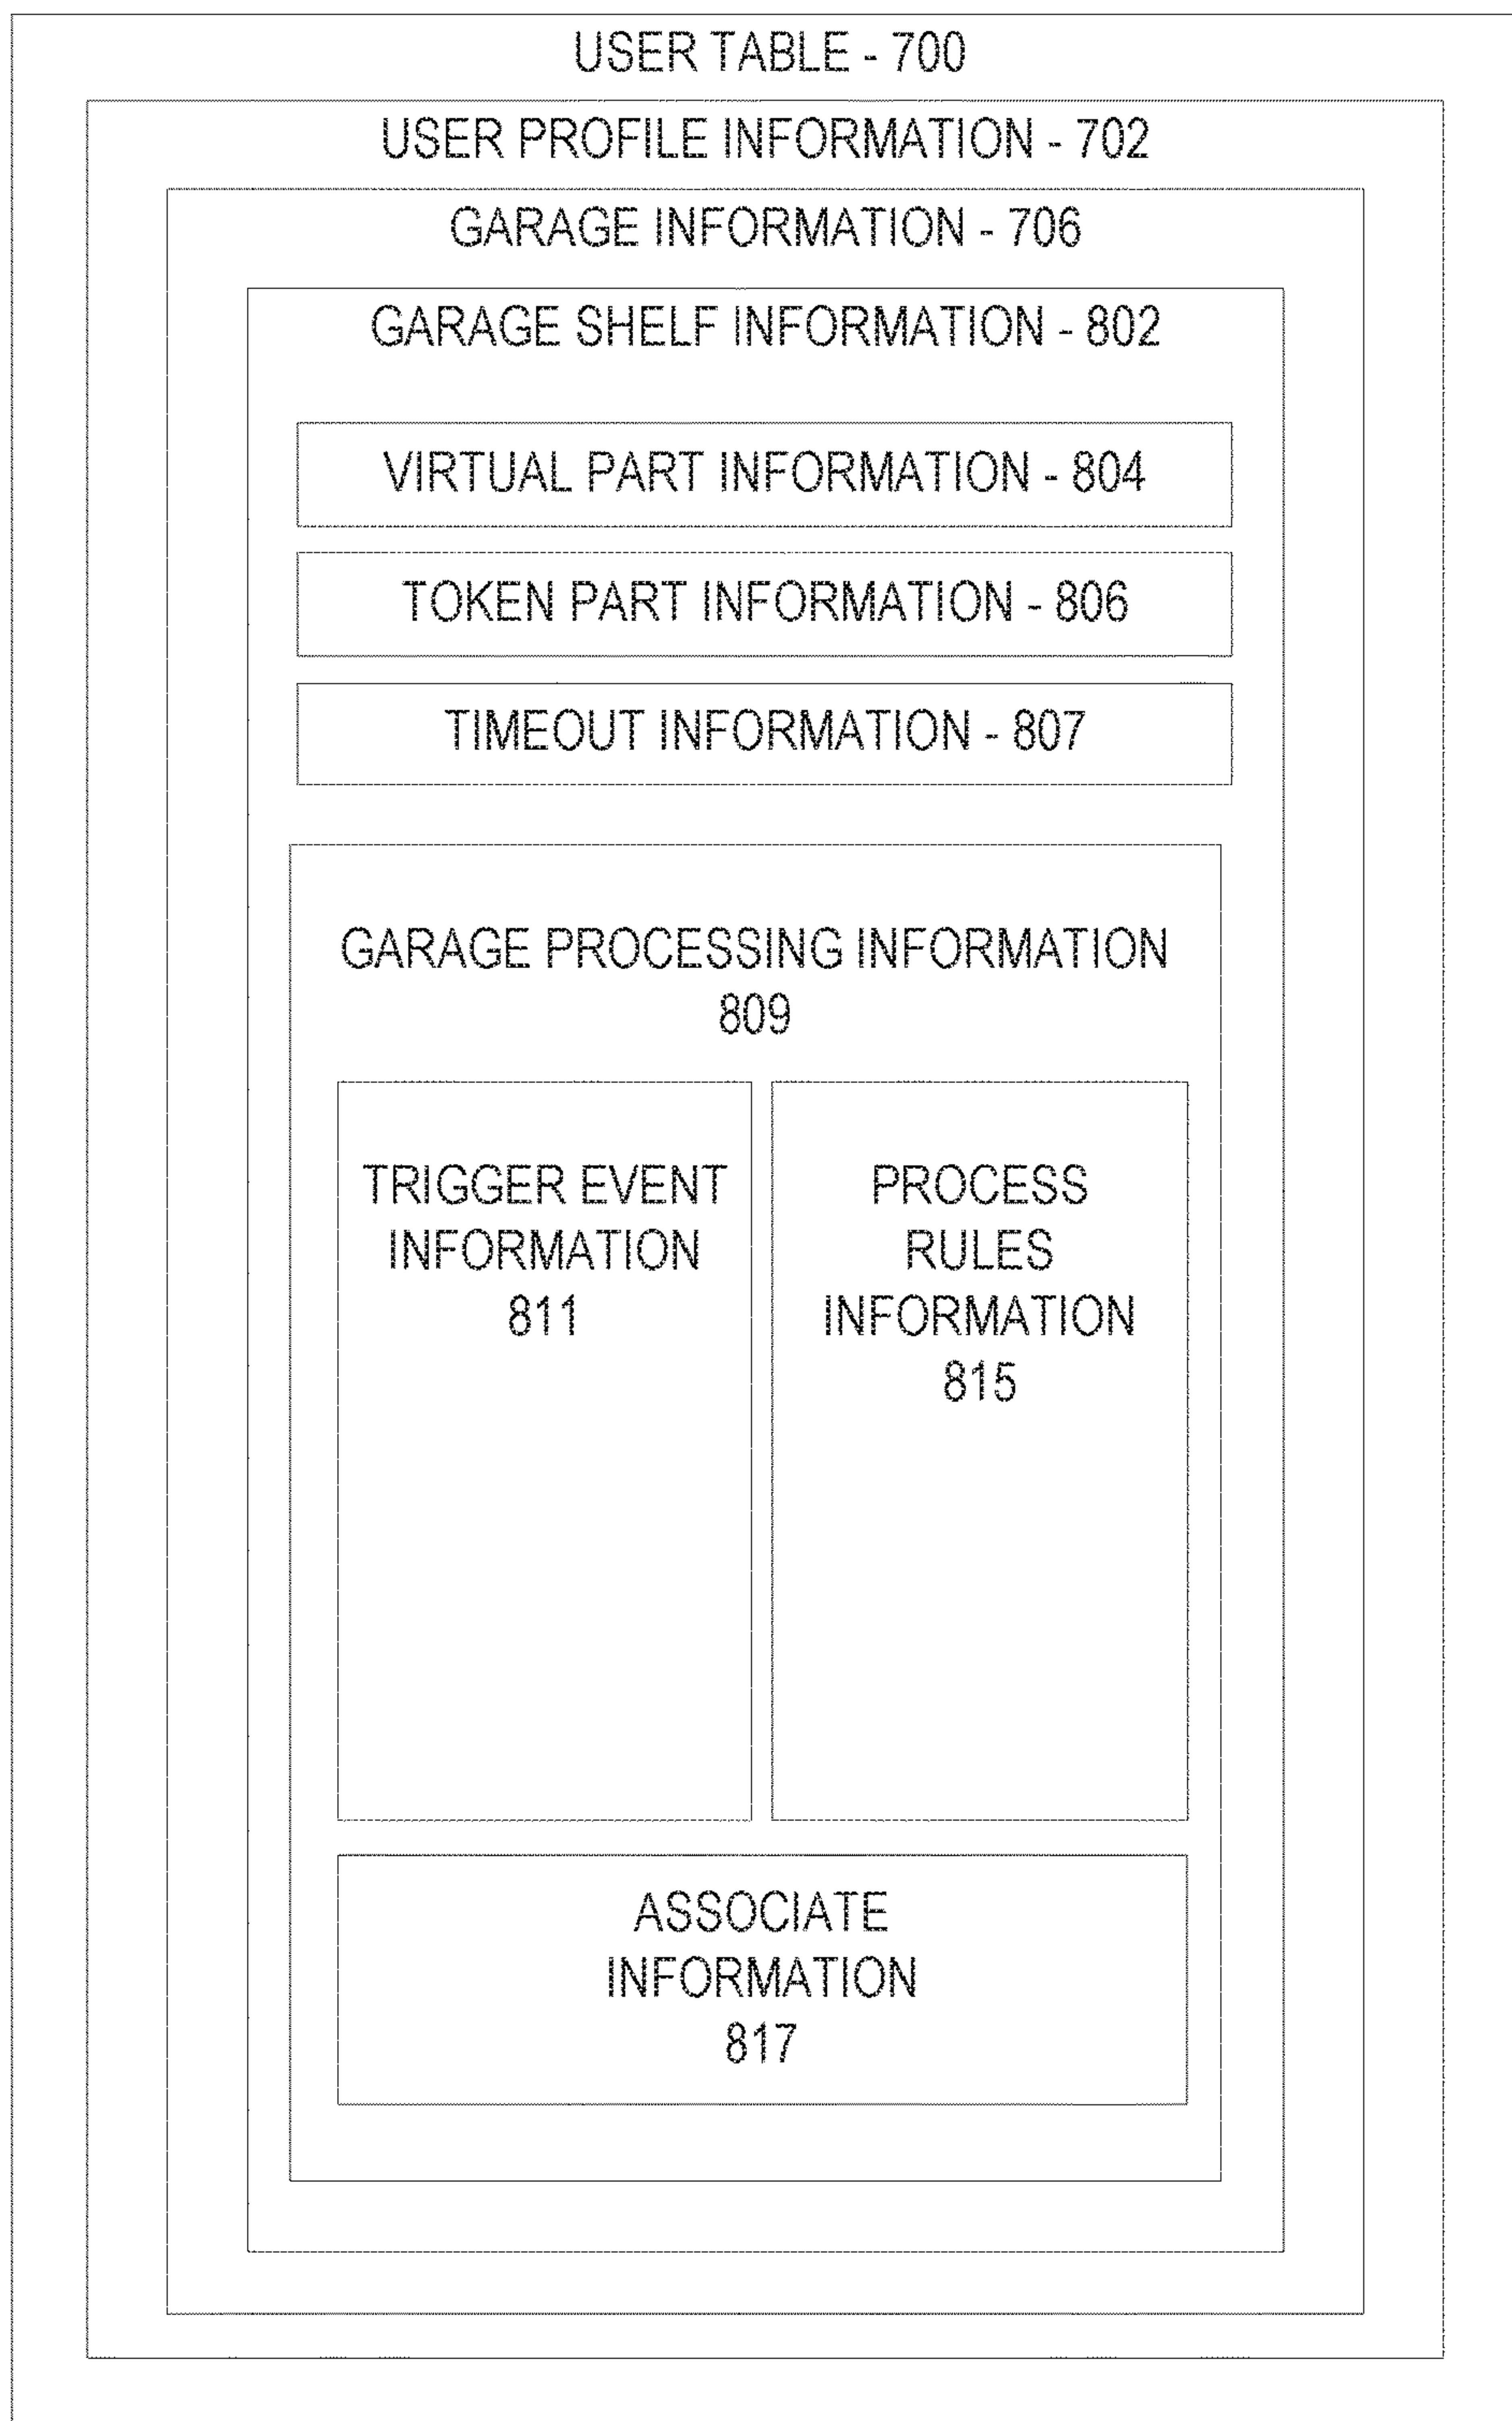 USER TABLE - 700
USER PROFILE INFORMATION - 702
GARAGE INFORMATION - 706
GARAGE SHELF INFORMATION - 802
VIRTUAL PART INFORMATION - 804
TOKEN PART INFORMATION - 806
TIMEOUT INFORMATION - 807
GARAGE PROCESSING INFORMATION
809
TRIGGER EVENT
INFORMATION
811
PROCESS
RULES
INFORMATION
815
ASSOCIATE
INFORMATION
817